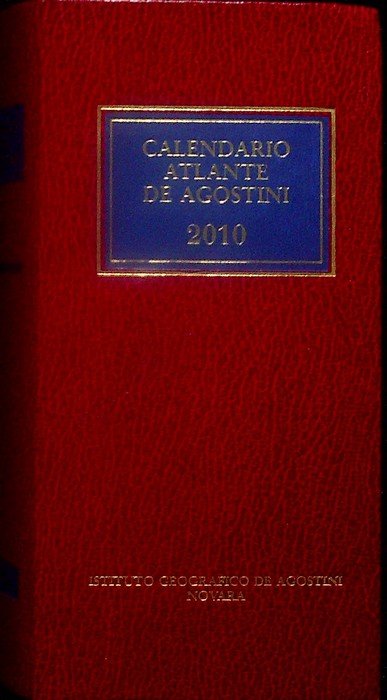 CALENDARIO
ATLANTE
DE AGOSTINI
2010
ISTITUTO GEOGRAFICO DE AGOSTINI
NOVARA